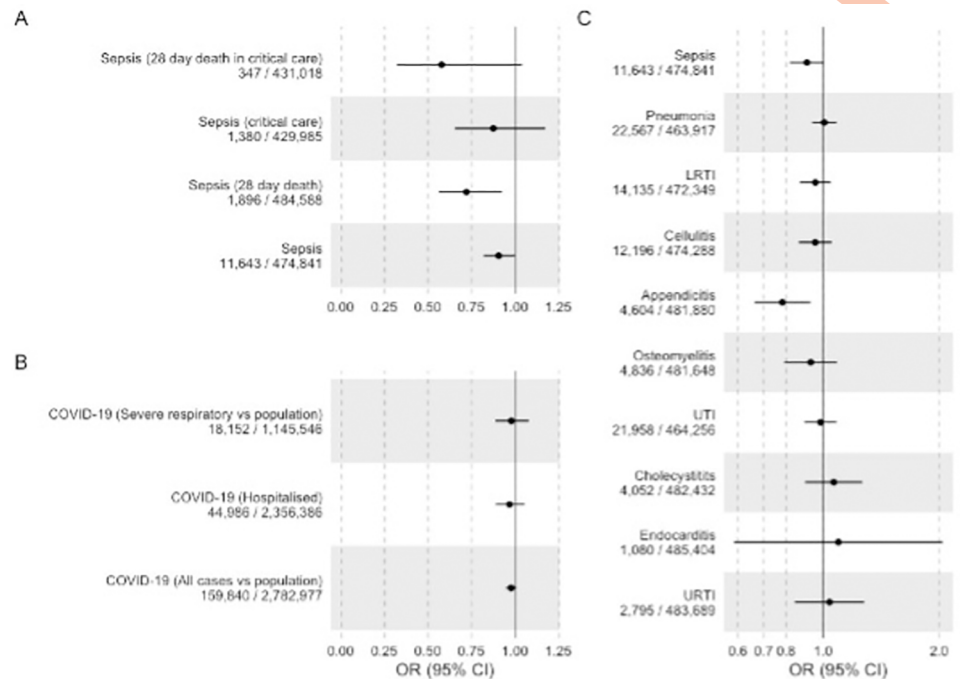 A
Sepsis (28 day death in critical care)
347 / 431,018
Sepsis (critical care)
1,380 / 429,985
Sepsis (28 day death)
1,896 / 484,588
Sepsis
11,643 / 474,841
0.00 0.25 0.50 0.75 1.00 1.25
B
COVID-19 (Severe respiratory vs population)
18,152 / 1,145,546
COVID-19 (Hospitalised)
44,986 / 2,356,386
COVID-19 (All cases vs population)
159,840 / 2,782,977
0.00 0.25 0.50 0.75 1.00 1.25
OR (95% CI)
C
Sepsis
11,643 / 474,841
Pneumonia
22,567 / 463,917
LRTI
14,135 / 472,349
Cellulitis
12,196 / 474,288
Appendicitis
4,604 / 481,880
Osteomyelitis
4,836 / 481,648
UTI
21,958 / 464,256
Cholecystitits
4,052 / 482,432
Endocarditis
1,080 / 485,404
URTI
2,795 / 483,689
0.6 0.7 0.8 1.0 2.0
OR (95% CI)